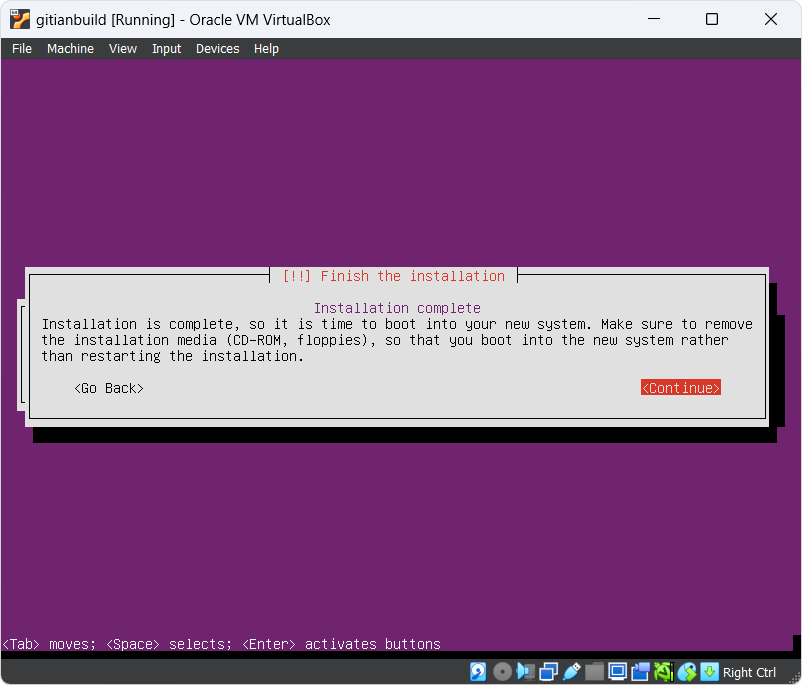 gitianbuild [Running] - Oracle VM VirtualBox
File Machine View Input Devices Help
[!!] Finish the installation
Installation complete
Installation is complete, so it is time to boot into your new system. Make sure to remove
the installation media (CD-ROM, floppies), so that you boot into the new system rather
than restarting the installation.
<Go Back> <Continue>
<Tab> moves; <Space> selects; <Enter> activates buttons
Right Ctrl